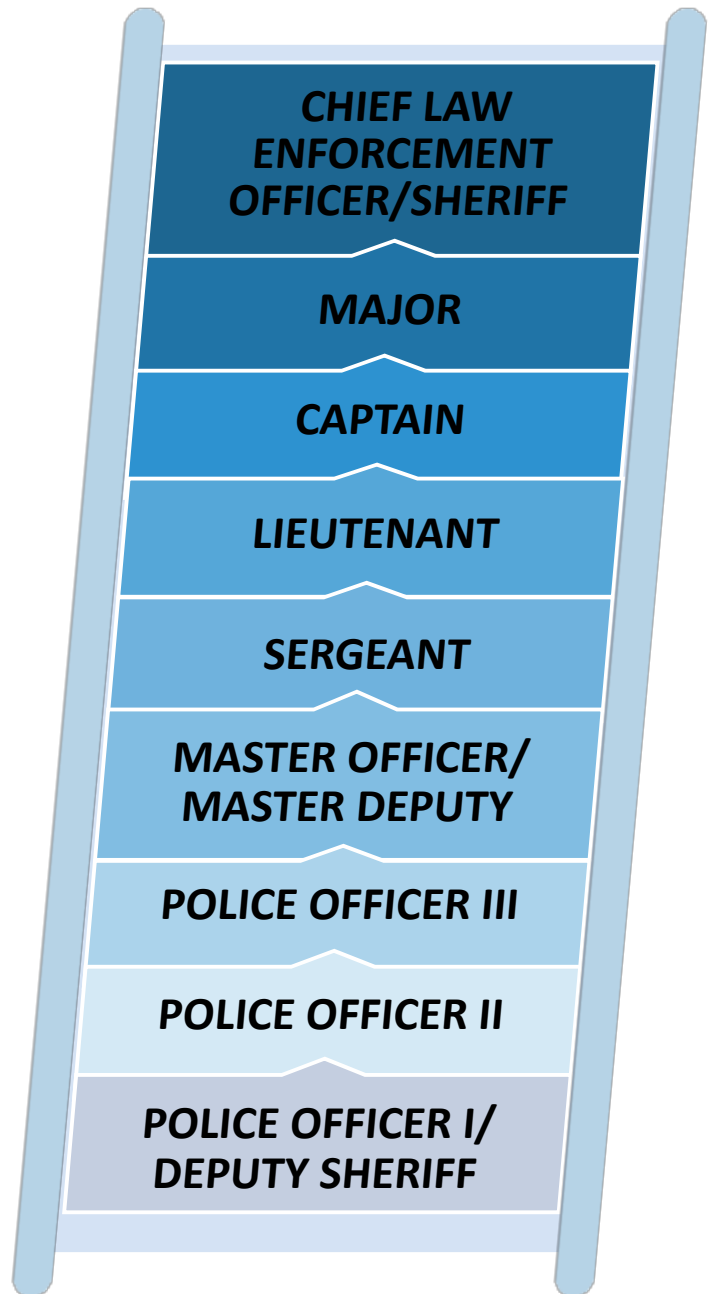 CHIEF LAW
ENFORCEMENT
OFFICER/SHERIFF
MAJOR
CAPTAIN
LIEUTENANT
SERGEANT
MASTER OFFICER/
MASTER DEPUTY
POLICE OFFICER III
POLICE OFFICER II
POLICE OFFICER I/
DEPUTY SHERIFF